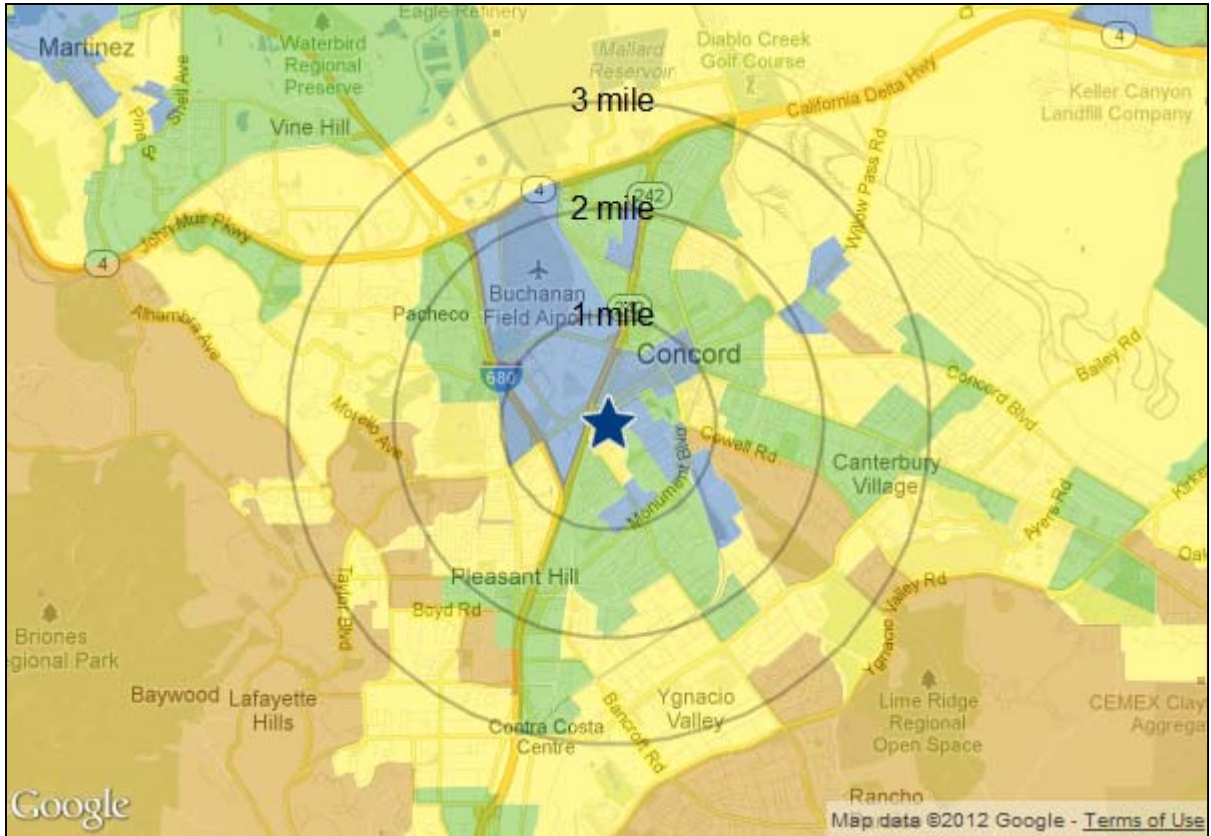 Eagle Refinery
4
Martinez
Waterbird
Regional
Preserve
Mallard
Reservoir
Diablo Creek
Golf Course
California Delta Hwy
Keller Canyon
Landfill Company
Shell Ave
Pine St
Vine Hill
3 mile
Willow Pass Rd
4
242
2 mile
John Muir Pkwy
4
Buchanan
Field Aiport
Pacheco
1 mile
Alhambra Ave
Concord
Bailey Rd
680
Concord Blvd
Morello Ave
Cowell Rd
Monument Blvd
Canterbury
Village
Ayers Rd
Pleasant Hill
Boyd Rd
Taylor Blvd
Ygnacio Valley Rd
Briones
egional Park
Baywood
Lafayette
Hills
Contra Costa
Centre
Bancroft Rd
Ygnacio
Valley
Lime Ridge
Regional
Open Space
CEMEX Clay
Aggrega
Rancho
Google
Map data ©2012 Google - Terms of Use